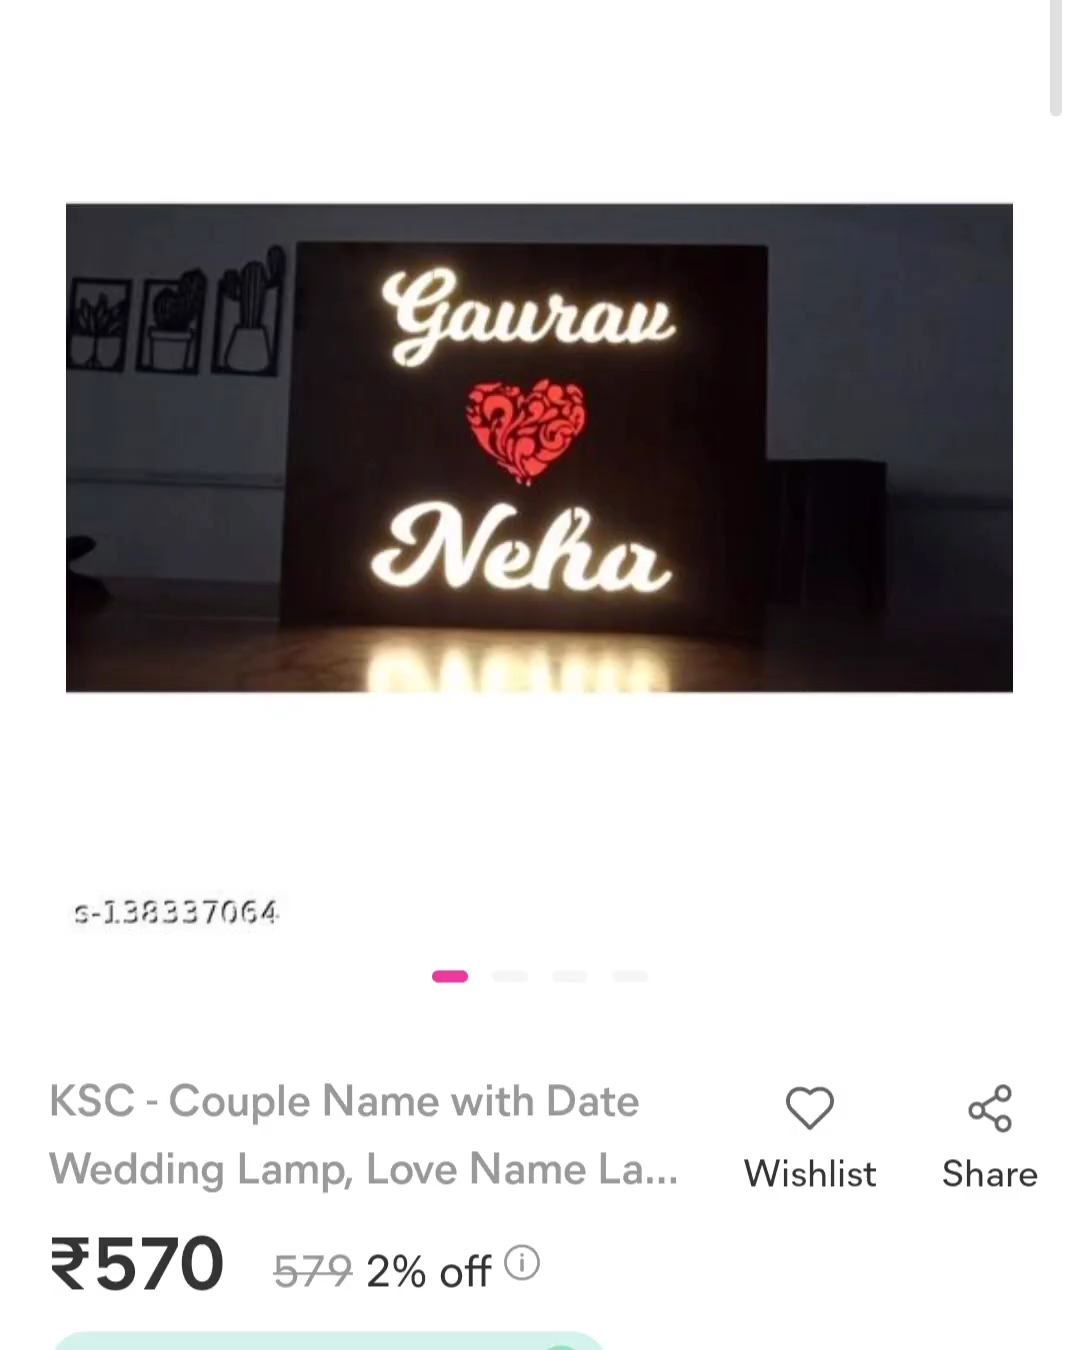 Gaurav
Neha
s-138337064
KSC - Couple Name with Date
Wedding Lamp, Love Name La...
Wishlist
Share
₹570 579 2% off